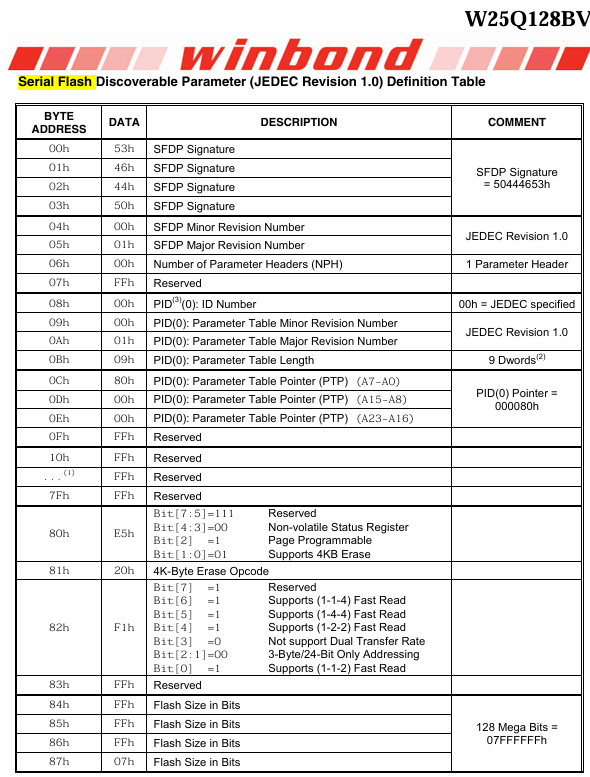 W25Q128BV
winbond
Serial Flash Discoverable Parameter (JEDEC Revision 1.0) Definition Table
BYTE ADDRESS DATA DESCRIPTION COMMENT
00h 53h SFDP Signature SFDP Signature = 50444653h
01h 46h SFDP Signature
02h 44h SFDP Signature
03h 50h SFDP Signature
04h 00h SFDP Minor Revision Number JEDEC Revision 1.0
05h 01h SFDP Major Revision Number
06h 00h Number of Parameter Headers (NPH) 1 Parameter Header
07h FFh Reserved
08h 00h PID(3)(0): ID Number 00h = JEDEC specified
09h 00h PID(0): Parameter Table Minor Revision Number JEDEC Revision 1.0
0Ah 01h PID(0): Parameter Table Major Revision Number
0Bh 09h PID(0): Parameter Table Length 9 Dwords(2)
0Ch 80h PID(0): Parameter Table Pointer (PTP) (A7-A0) PID(0) Pointer = 000080h
0Dh 00h PID(0): Parameter Table Pointer (PTP) (A15-A8)
0Eh 00h PID(0): Parameter Table Pointer (PTP) (A23-A16)
0Fh FFh Reserved
10h FFh Reserved
...(1) FFh Reserved
7Fh FFh Reserved
80h E5h Bit[7:5]=111 Reserved
Bit[4:3]=00 Non-volatile Status Register
Bit[2] =1 Page Programmable
Bit[1:0]=01 Supports 4KB Erase
81h 20h 4K-Byte Erase Opcode
82h F1h Bit[7] =1 Reserved
Bit[6] =1 Supports (1-1-4) Fast Read
Bit[5] =1 Supports (1-4-4) Fast Read
Bit[4] =1 Supports (1-2-2) Fast Read
Bit[3] =0 Not support Dual Transfer Rate
Bit[2:1]=00 3-Byte/24-Bit Only Addressing
Bit[0] =1 Supports (1-1-2) Fast Read
83h FFh Reserved
84h FFh Flash Size in Bits 128 Mega Bits = 07FFFFFFh
85h FFh Flash Size in Bits
86h FFh Flash Size in Bits
87h 07h Flash Size in Bits